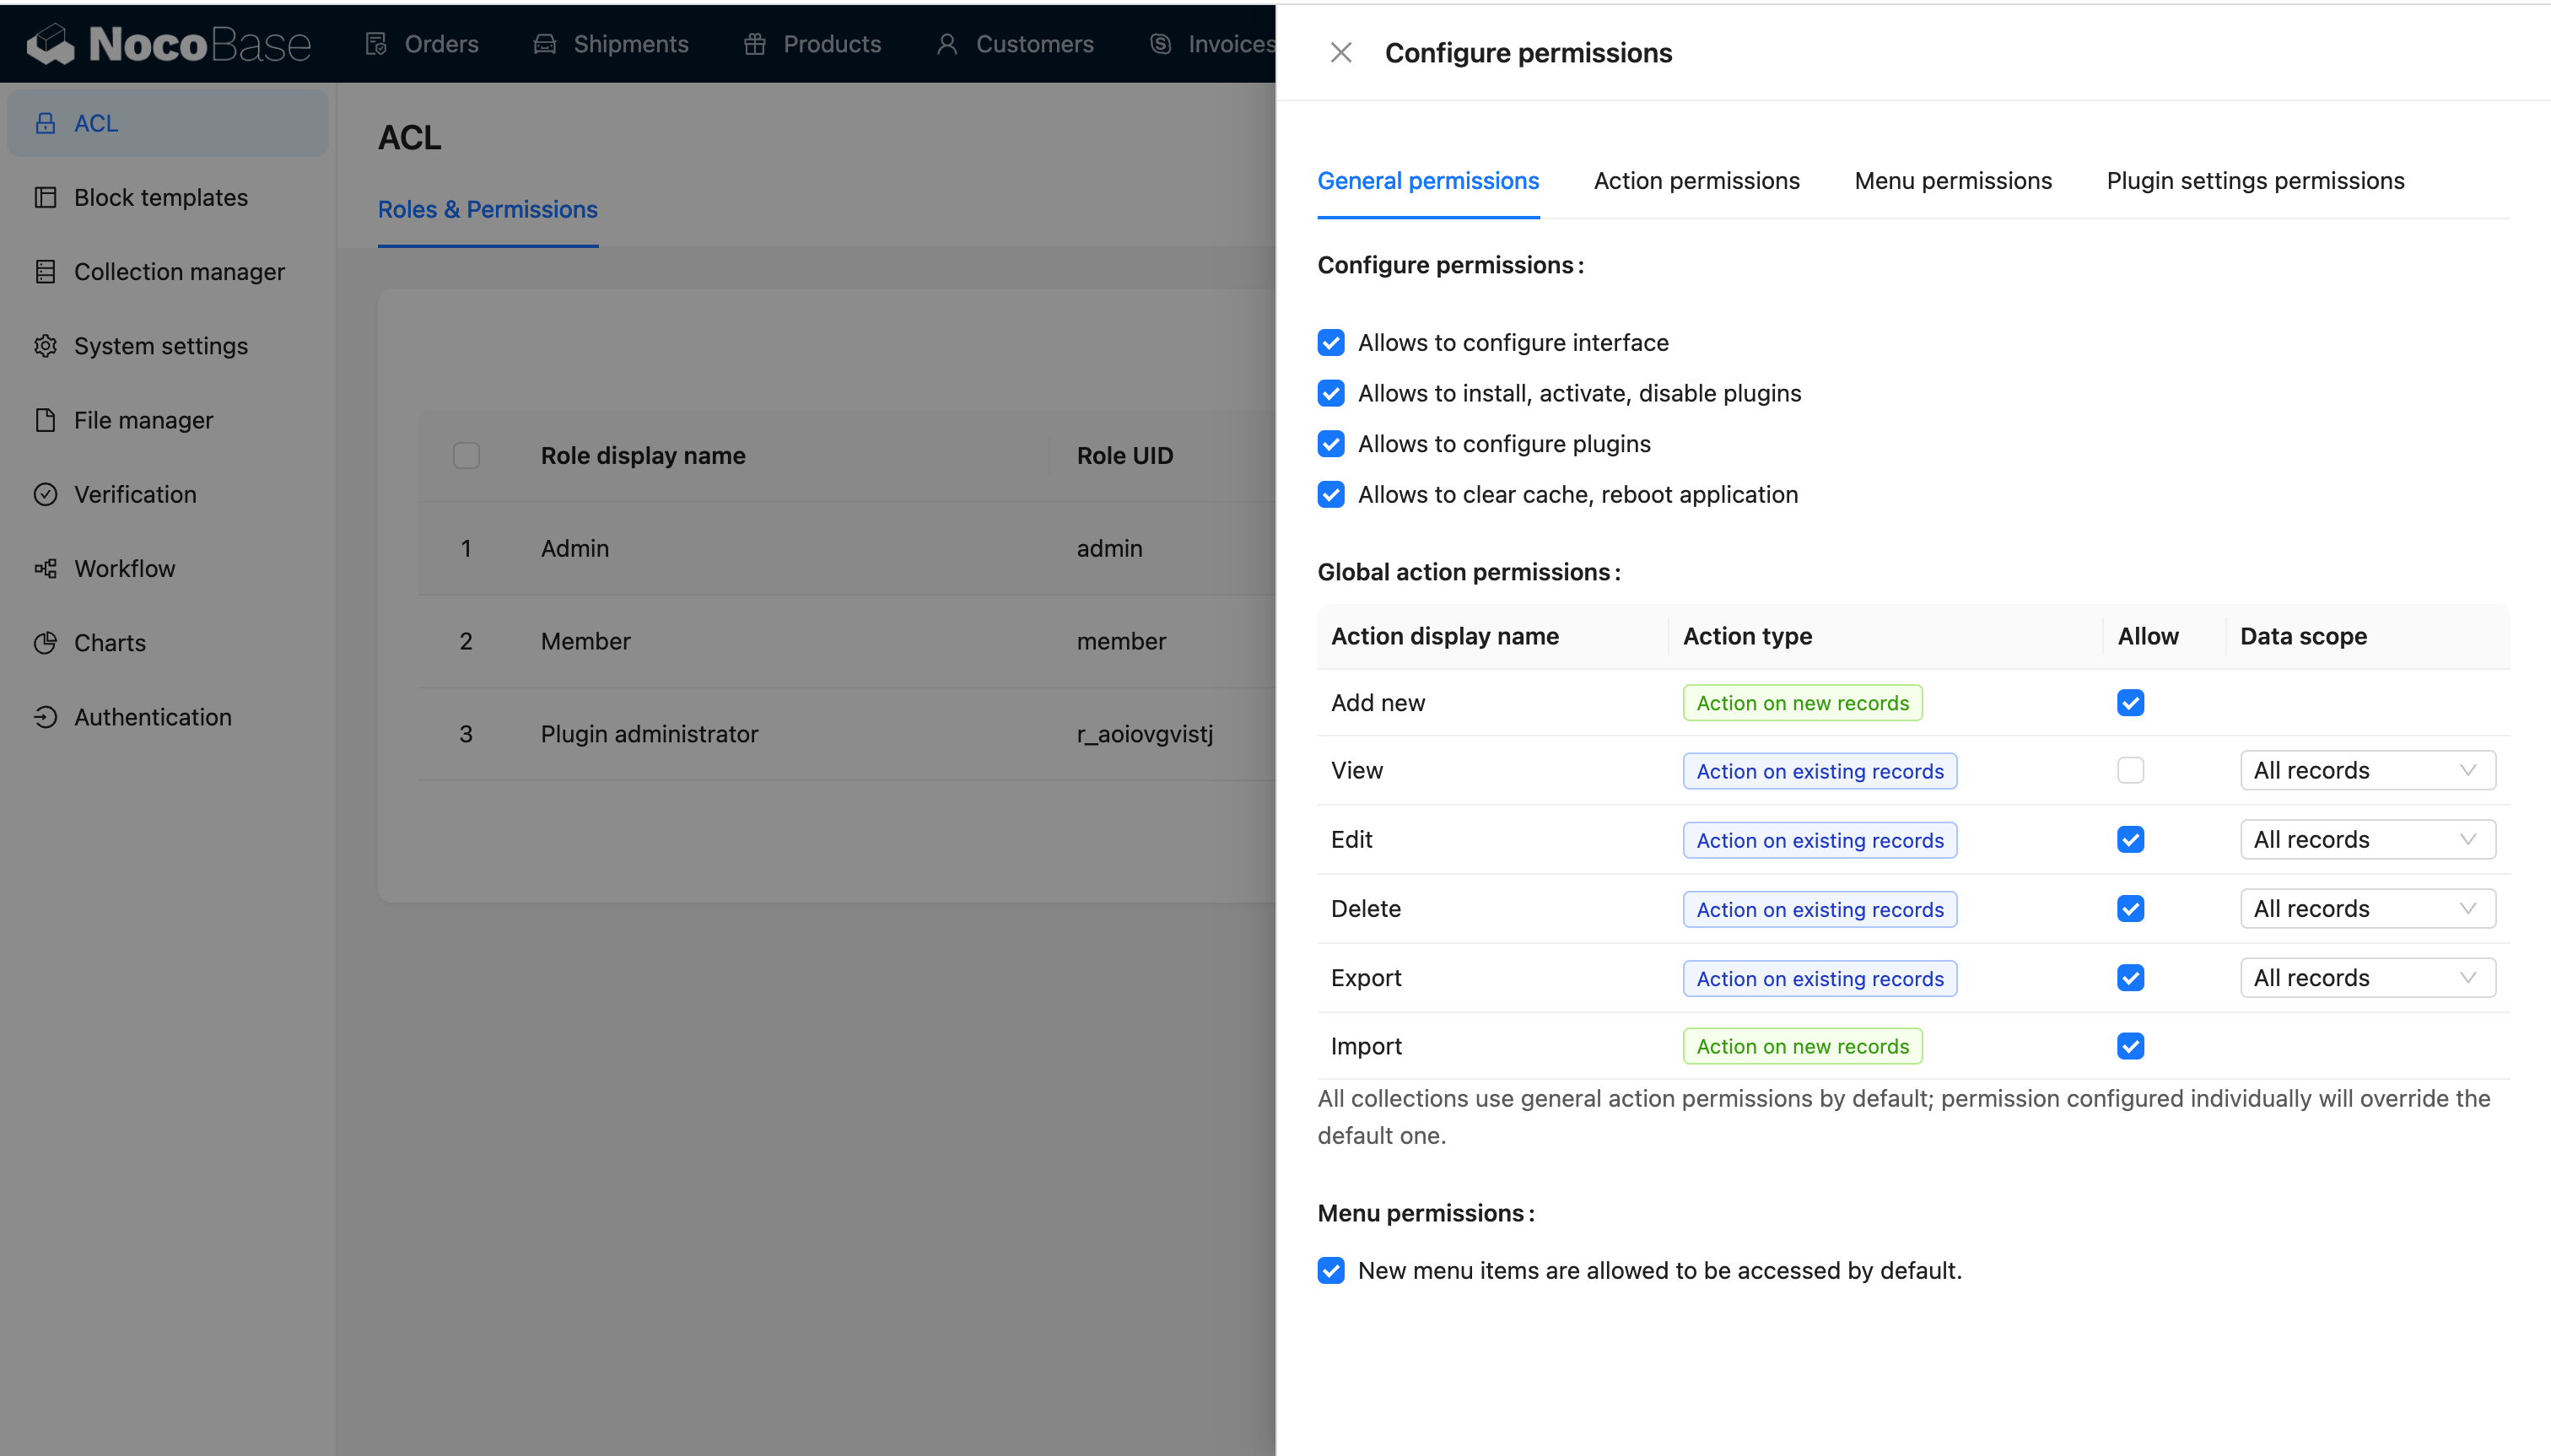 NocoBase
Orders
Shipments
Products
Customers
Invoices
ACL
Block templates
Collection manager
System settings
File manager
Verification
Workflow
Charts
Authentication
ACL
Roles & Permissions
Role display name Role UID
1 Admin admin
2 Member member
3 Plugin administrator r_aoiovgvistj
Configure permissions
General permissions Action permissions Menu permissions Plugin settings permissions
Configure permissions:
Allows to configure interface
Allows to install, activate, disable plugins
Allows to configure plugins
Allows to clear cache, reboot application
Global action permissions:
Action display name Action type Allow Data scope
Add new Action on new records
View Action on existing records All records
Edit Action on existing records All records
Delete Action on existing records All records
Export Action on existing records All records
Import Action on new records
All collections use general action permissions by default; permission configured individually will override the
default one.
Menu permissions:
New menu items are allowed to be accessed by default.